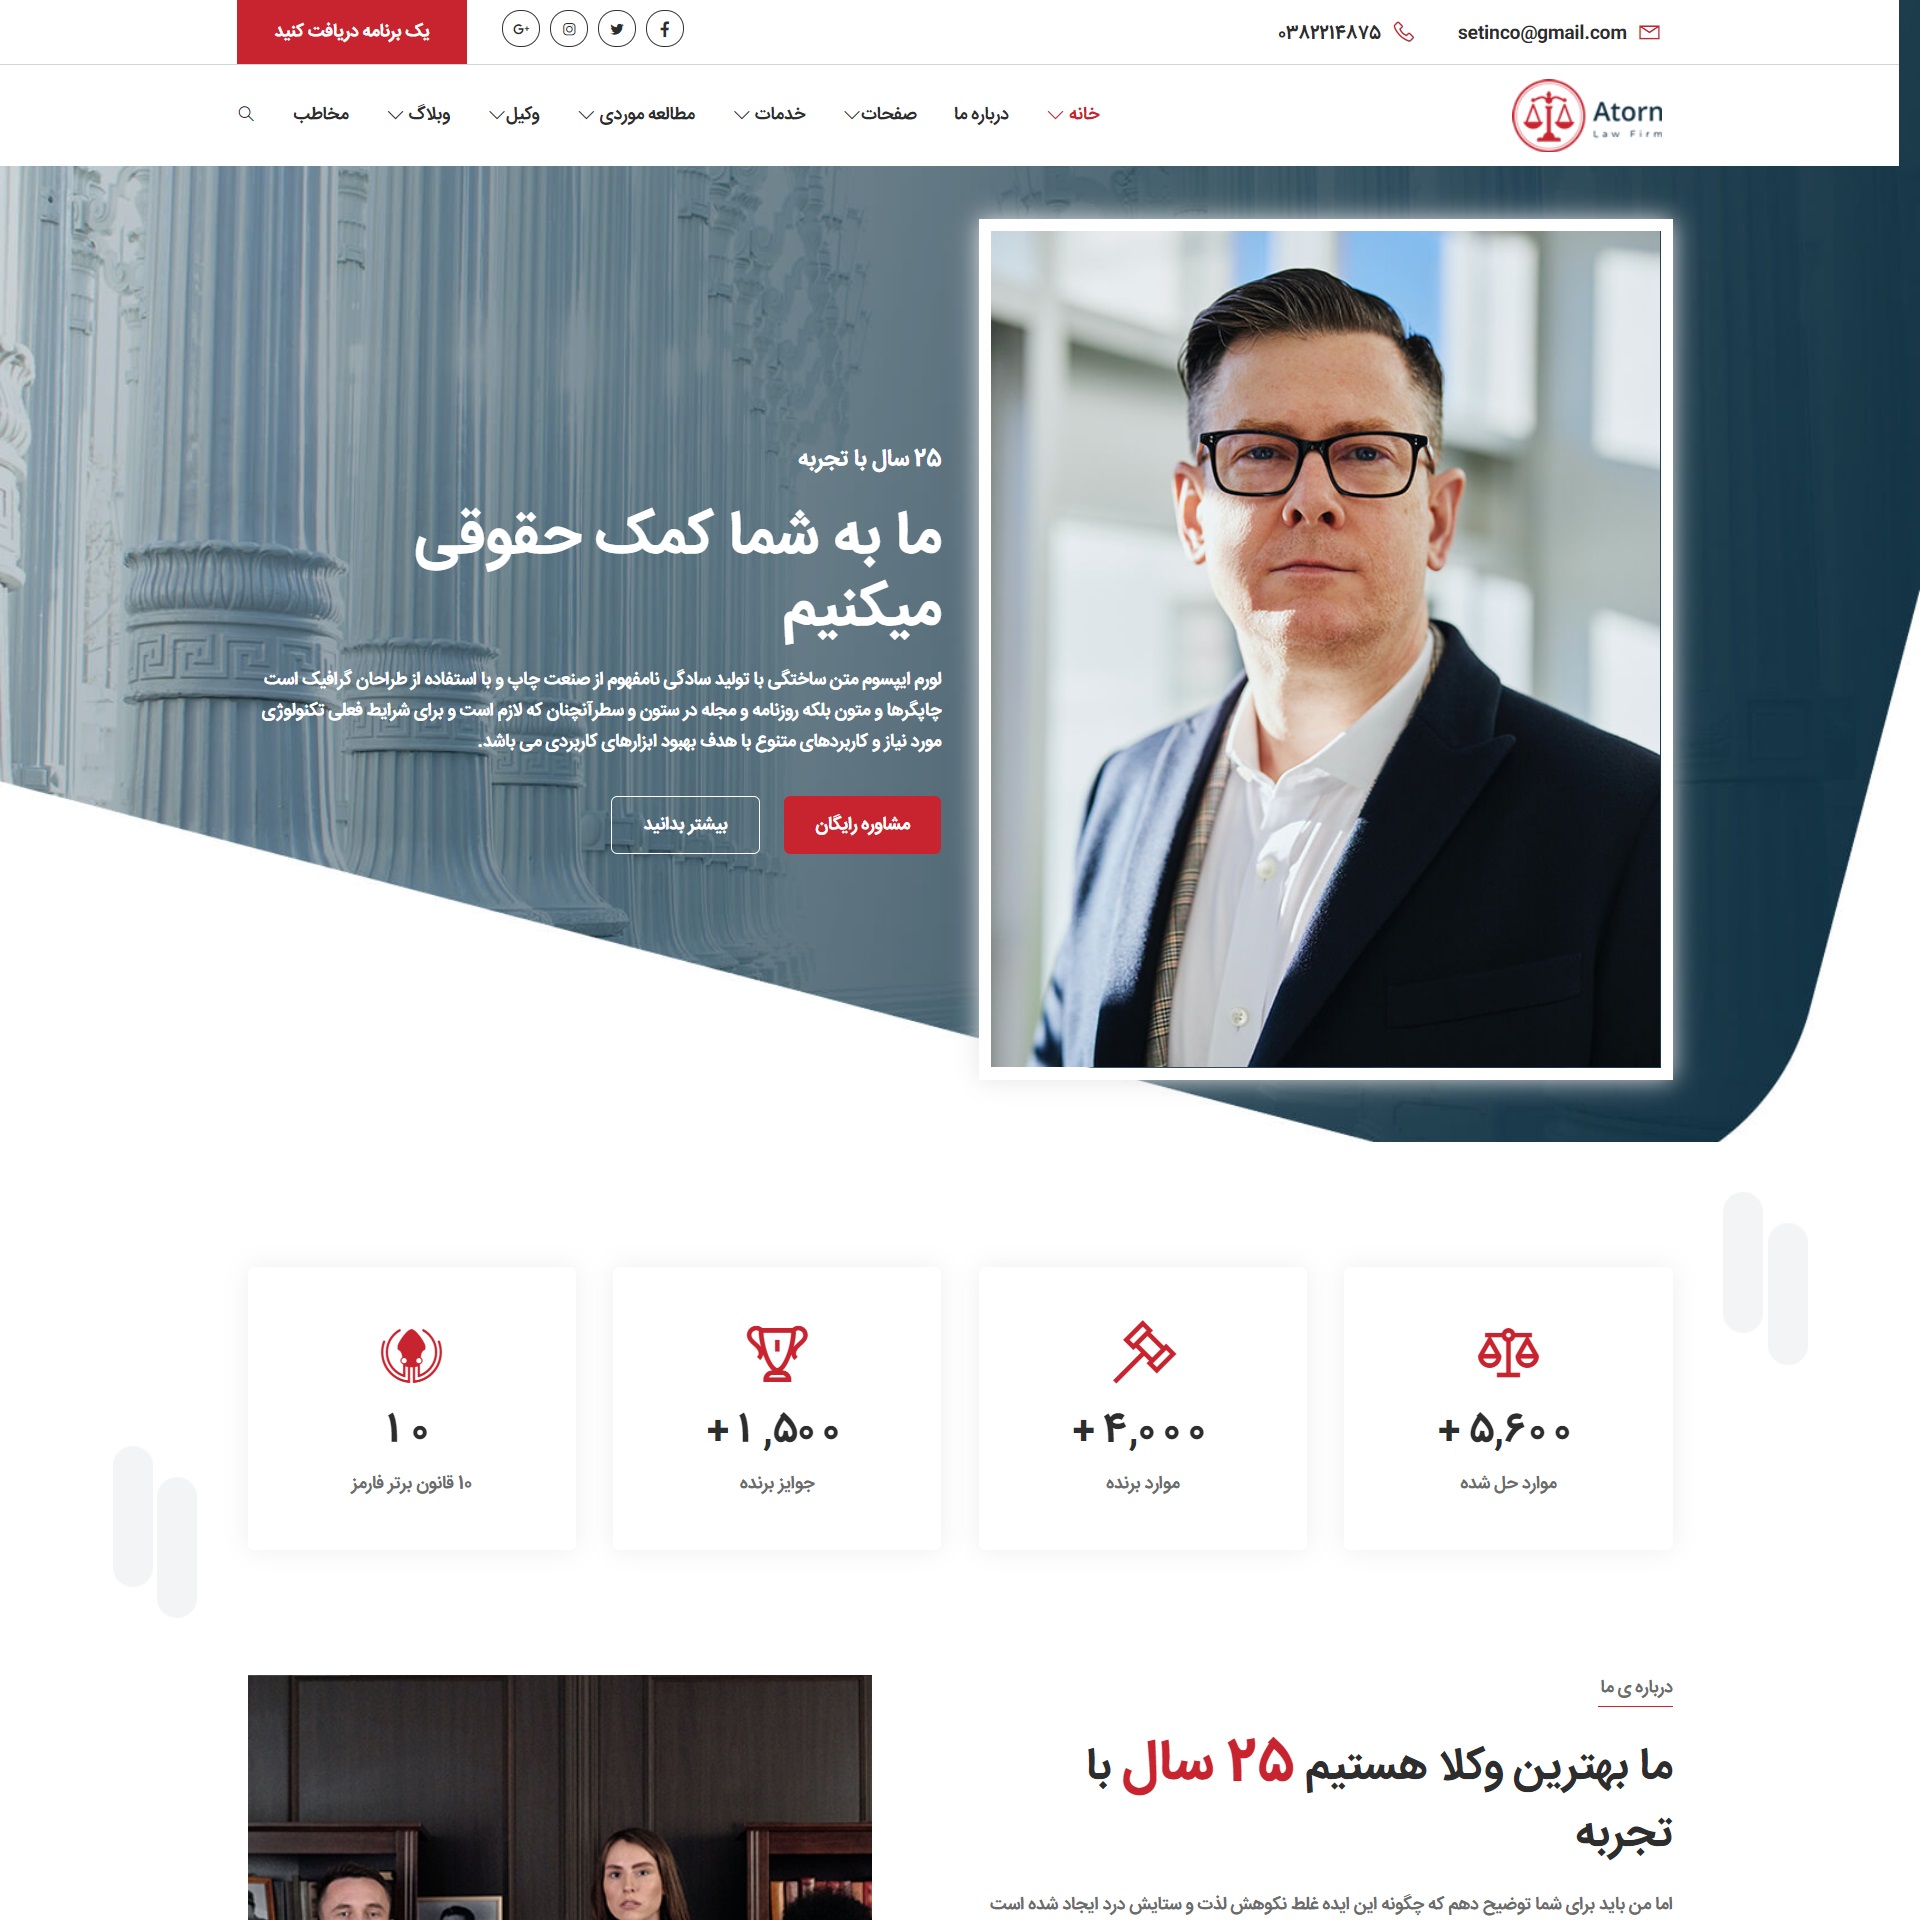 setinco@gmail.com
۰۳۸۲۲۱۴۸۷۵
یک برنامه دریافت کنید
Atorn
Law Firm
خانه
درباره ما
صفحات
خدمات
مطالعه موردی
وکیل
وبلاگ
مخاطب
۲۵ سال با تجربه
ما به شما کمک حقوقی
میکنیم
لورم ایپسوم متن ساختگی با تولید سادگی نامفهوم از صنعت چاپ و با استفاده از طراحان گرافیک است
چاپگرها و متون بلکه روزنامه و مجله در ستون و سطرآنچنان که لازم است و برای شرایط فعلی تکنولوژی
مورد نیاز و کاربردهای متنوع با هدف بهبود ابزارهای کاربردی می باشد.
مشاوره رایگان
بیشتر بدانید
۵,۶۰۰ +
موارد حل شده
۴,۰۰۰ +
موارد برنده
۱,۵۰۰ +
جوایز برنده
۱۰
۱۰ قانون برتر فارمز
درباره ی ما
ما بهترین وکلا هستیم ۲۵ سال با
تجربه
اما من باید برای شما توضیح دهم که چگونه این ایده غلط نکوهش لذت و ستایش درد ایجاد شده است